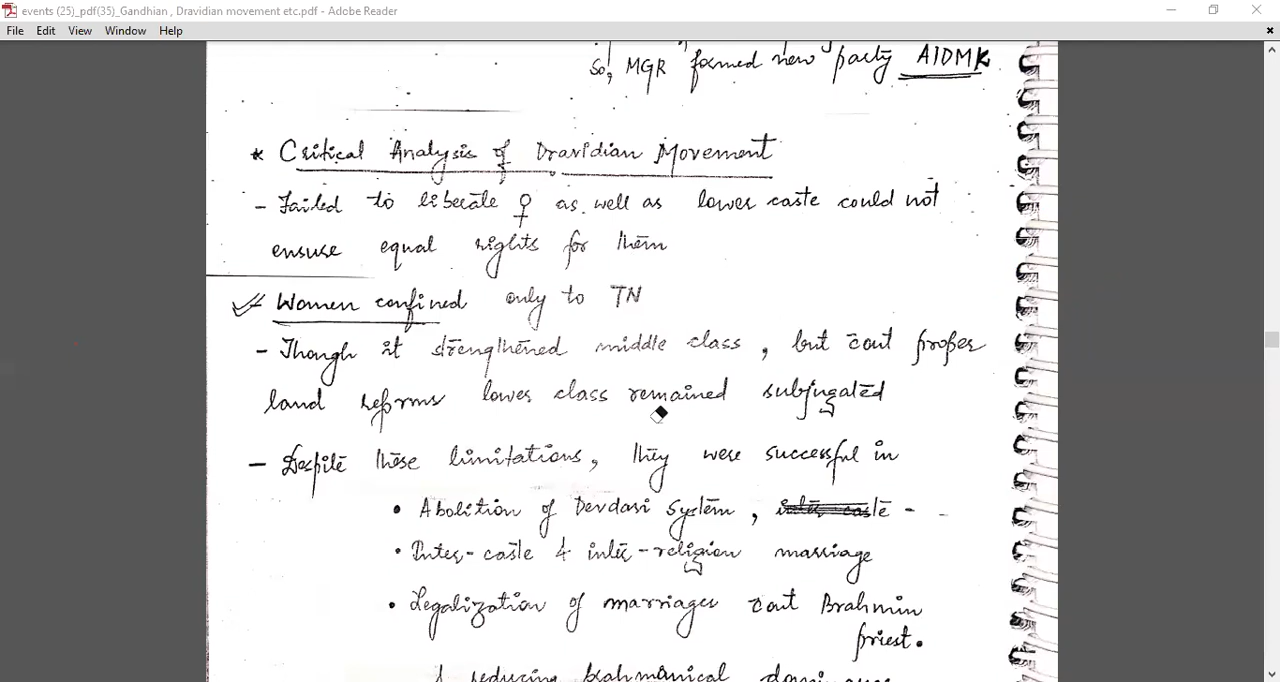 events (25)_pdf(35)_Gandhian , Dravidian movement etc.pdf - Adobe Reader
File Edit View Window Help
so, MGR formed new party AIDMK
* Critical Analysis of Dravidian Movement
- Failed to liberate ♀ as well as lower caste could not
ensure equal rights for them
Women confined only to TN
- Though it strengthened middle class, but c̄out proper
land reforms lower class remained subjugated
- Despite these limitations, they were successful in
• Abolition of Devdasi System, -
• Inter-caste & inter-religion marriage
• Legalization of marriages c̄out Brahmin
priest.
reducing brahmanical dominance